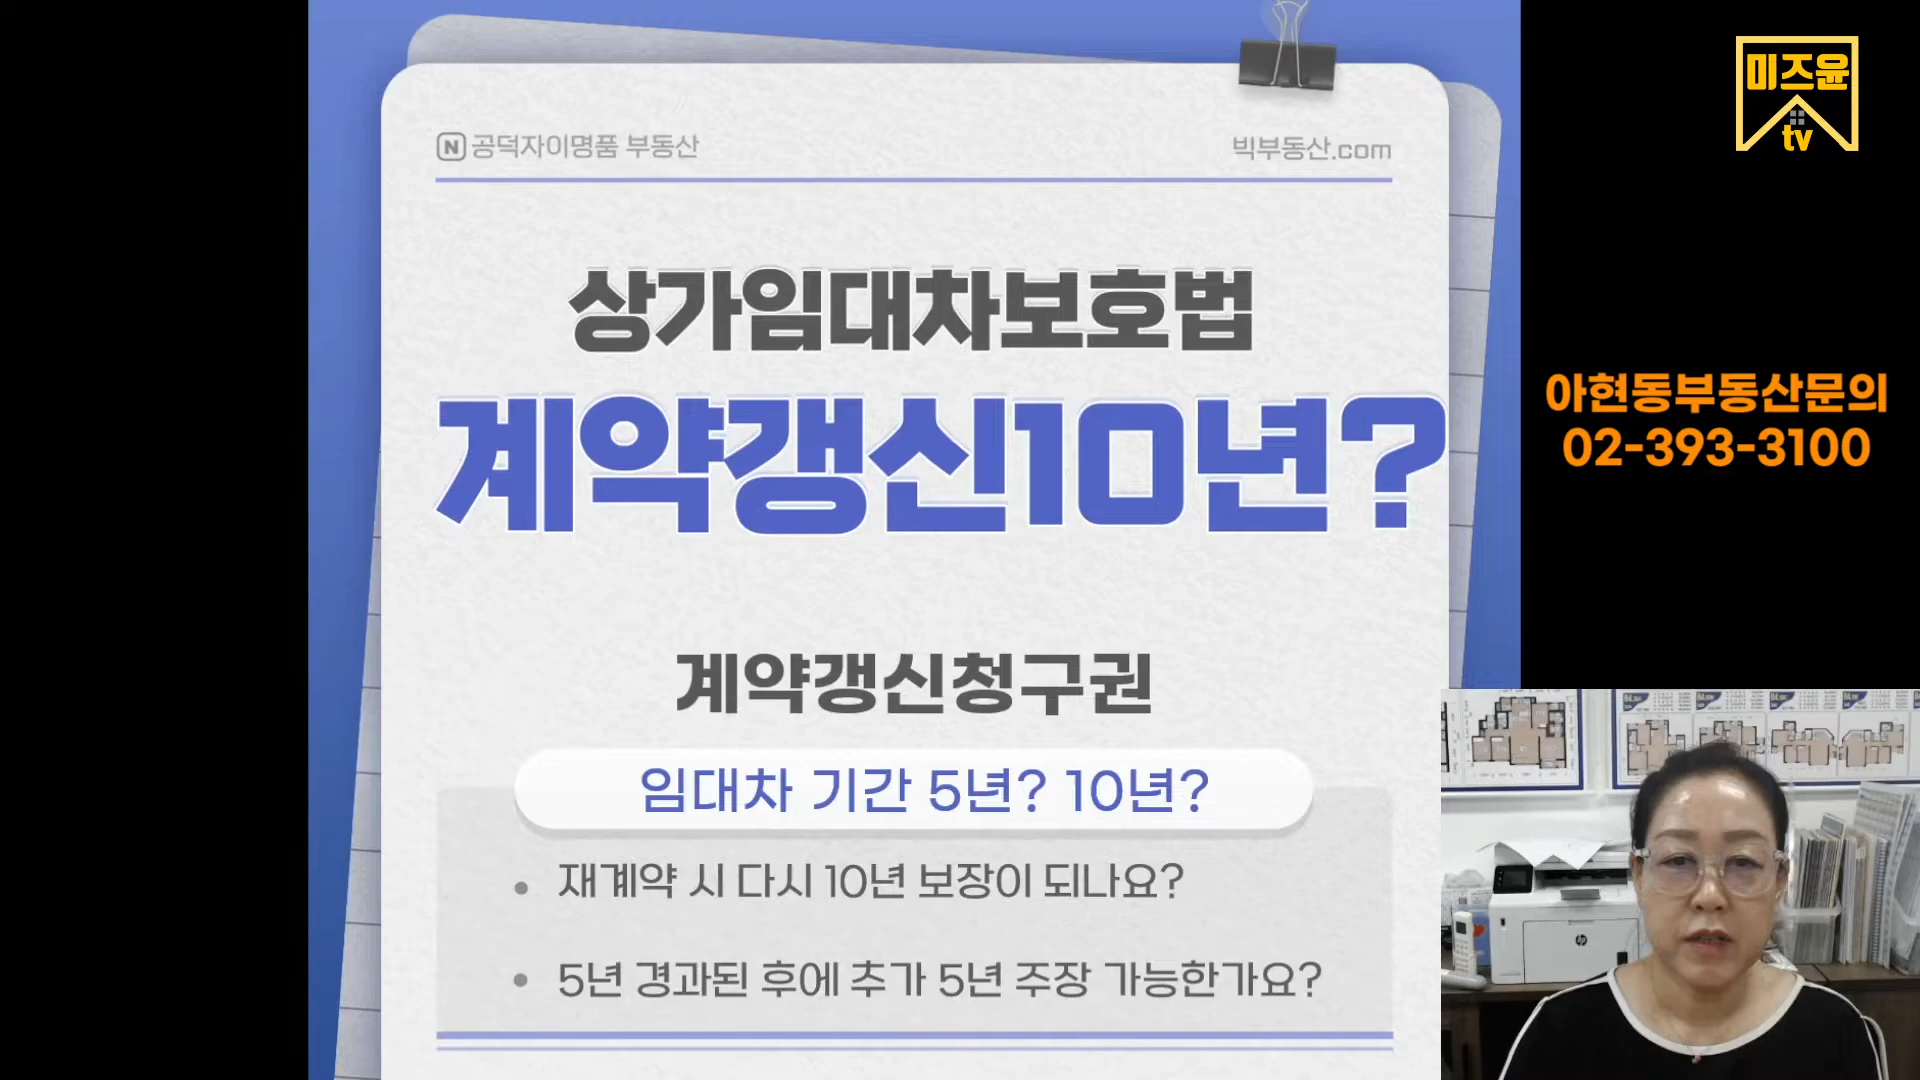 공덕자이명품 부동산
빅부동산.com
미즈윤
tv
상가임대차보호법
계약갱신10년?
아현동부동산문의
02-393-3100
계약갱신청구권
임대차 기간 5년? 10년?
• 재계약 시 다시 10년 보장이 되나요?
• 5년 경과된 후에 추가 5년 주장 가능한가요?
hp